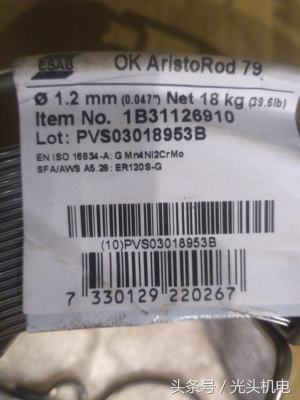 ESAB
OK AristoRod 79
Ø 1.2 mm (0.047") Net 18 kg (39.6lb)
Item No. 1B31126910
Lot: PVS03018953B
EN ISO 16834-A: G Mn4Ni2CrMo
SFA/AWS A5.28: ER120S-G
(10)PVS03018953B
7 330129 220267
头条号 / 光头机电